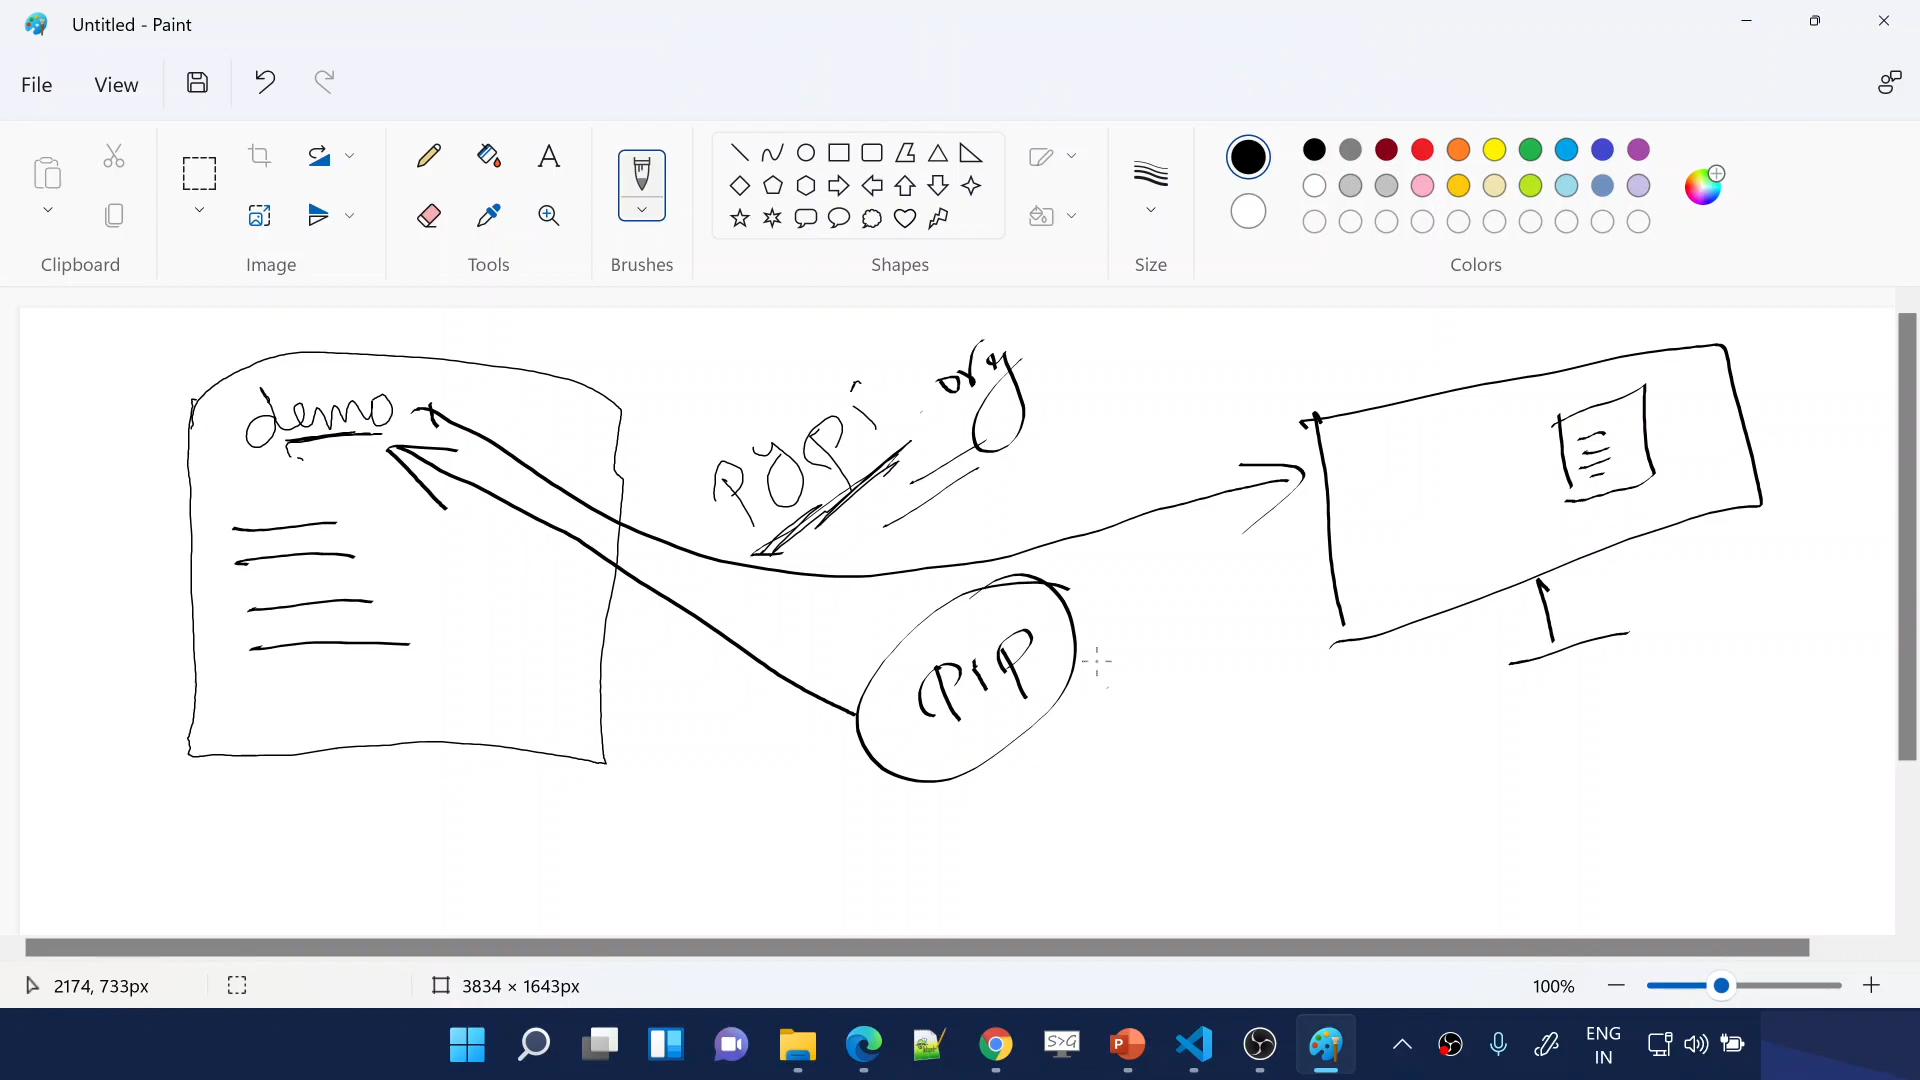 Untitled - Paint
File View
Clipboard Image Tools Brushes Shapes Size Colors
demo
pypi . org
PIP
2174, 733px 3834 × 1643px 100%
S>G P ENG
IN